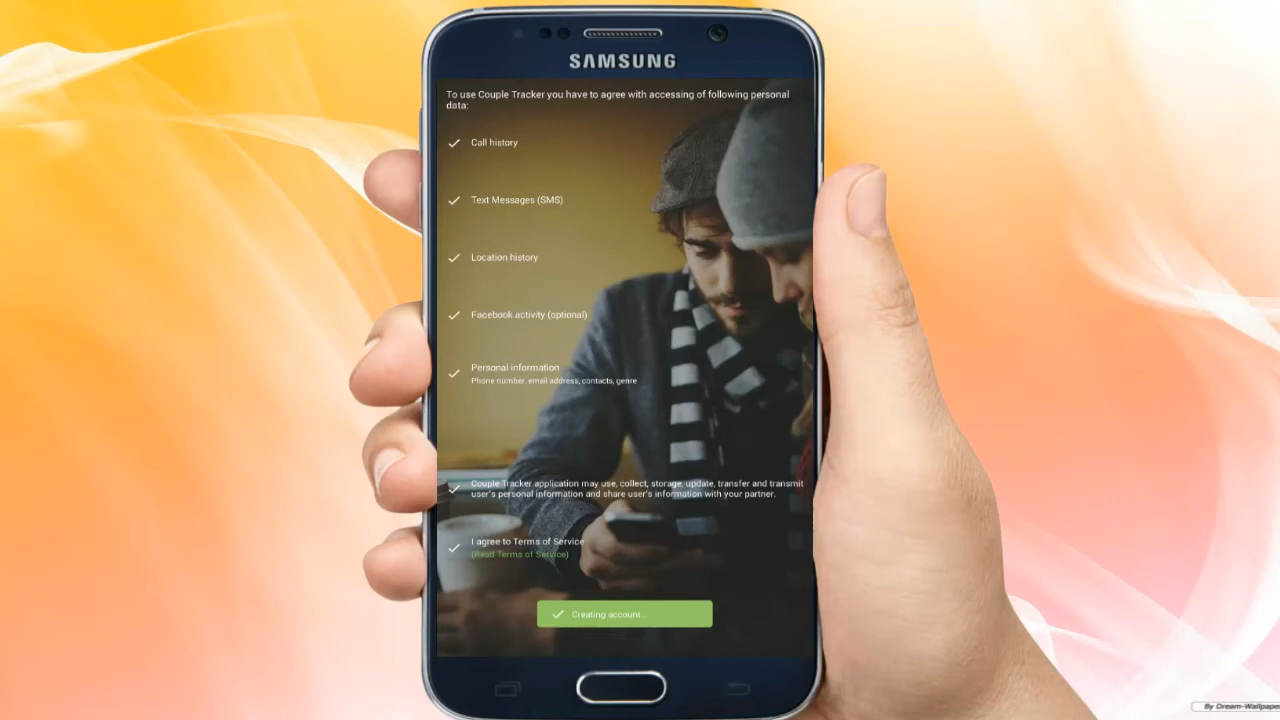 SAMSUNG
To use Couple Tracker you have to agree with accessing of following personal
data:
Call history
Text Messages (SMS)
Location history
Facebook activity (optional)
Personal information
Phone number, email address, contacts, genre
Couple Tracker application may use, collect, storage, update, transfer and transmit
user's personal information and share user's information with your partner.
I agree to Terms of Service
(Read Terms of Service)
Creating account...
By Dream-Wallpaper